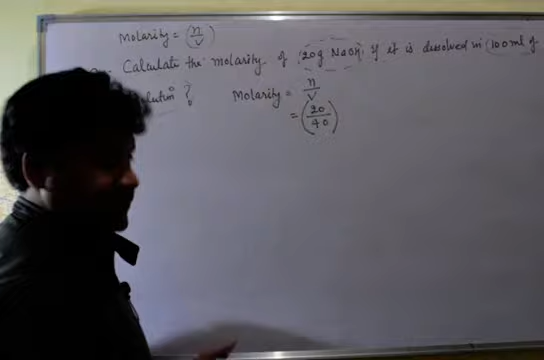 Molarity = (n/v)
Calculate the molarity of 20g NaOH if it is dissolved in 100ml of
Solution ?
Molarity = n/v
= (20/40)